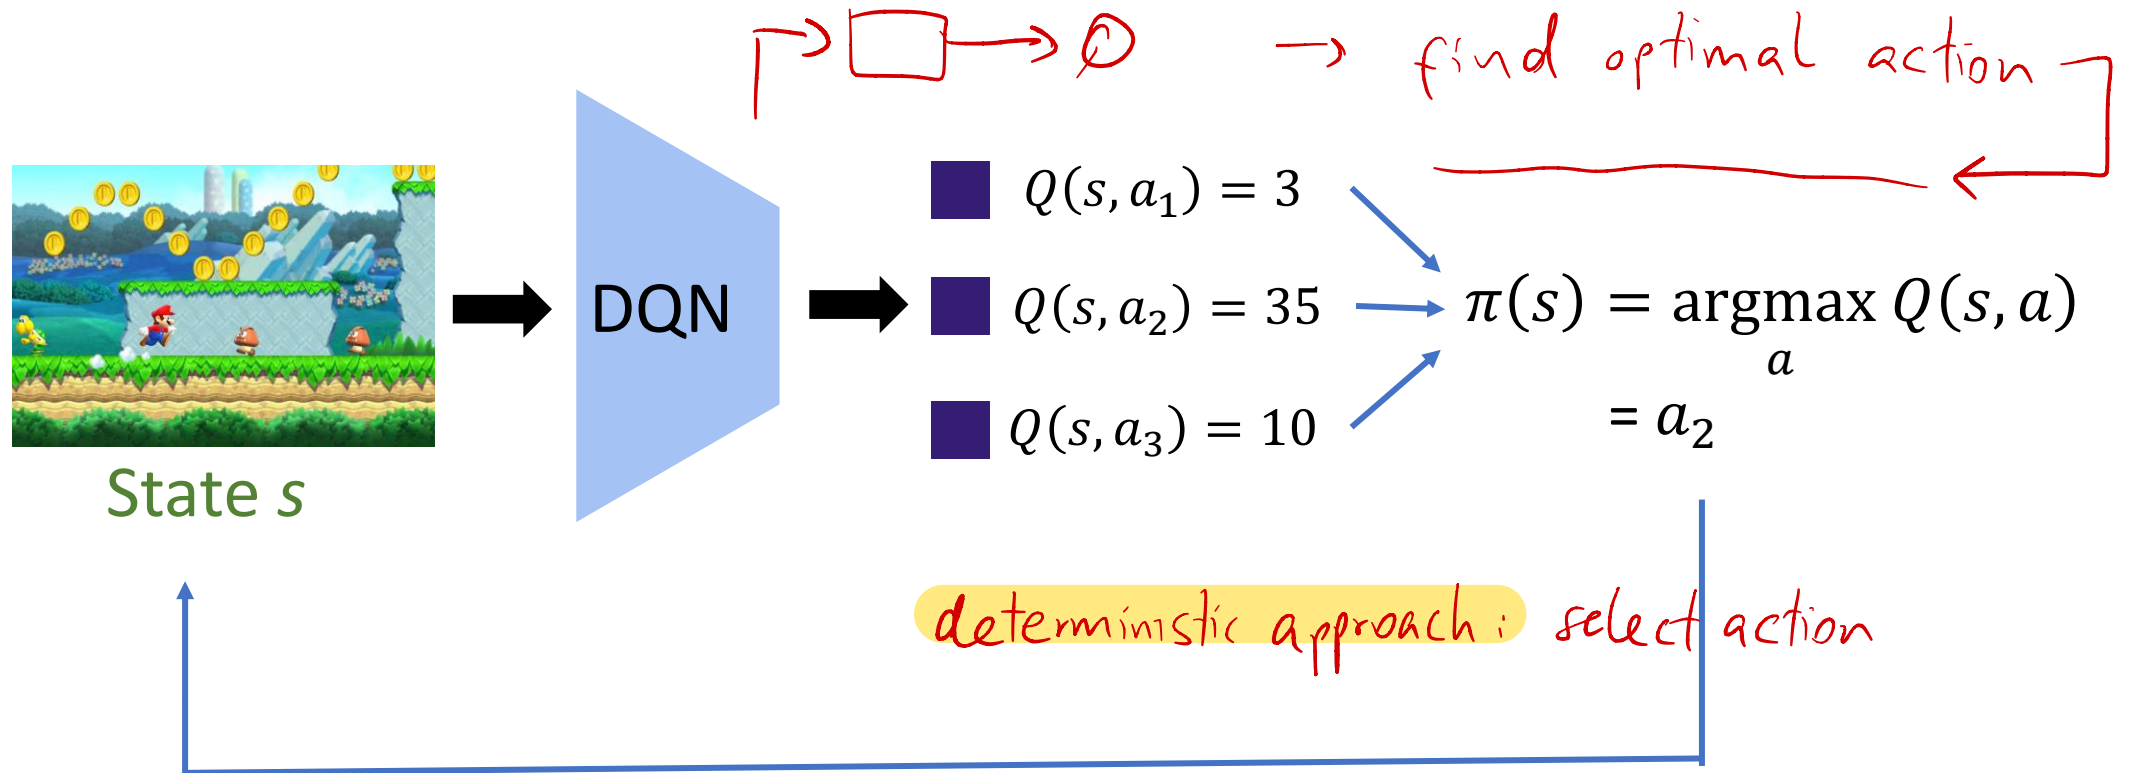 → find optimal action
Q(s, a₁) = 3
DQN
Q(s, a₂) = 35
π(s) = argmax Q(s, a)
a
Q(s, a₃) = 10
= a₂
State s
deterministic approach: select action